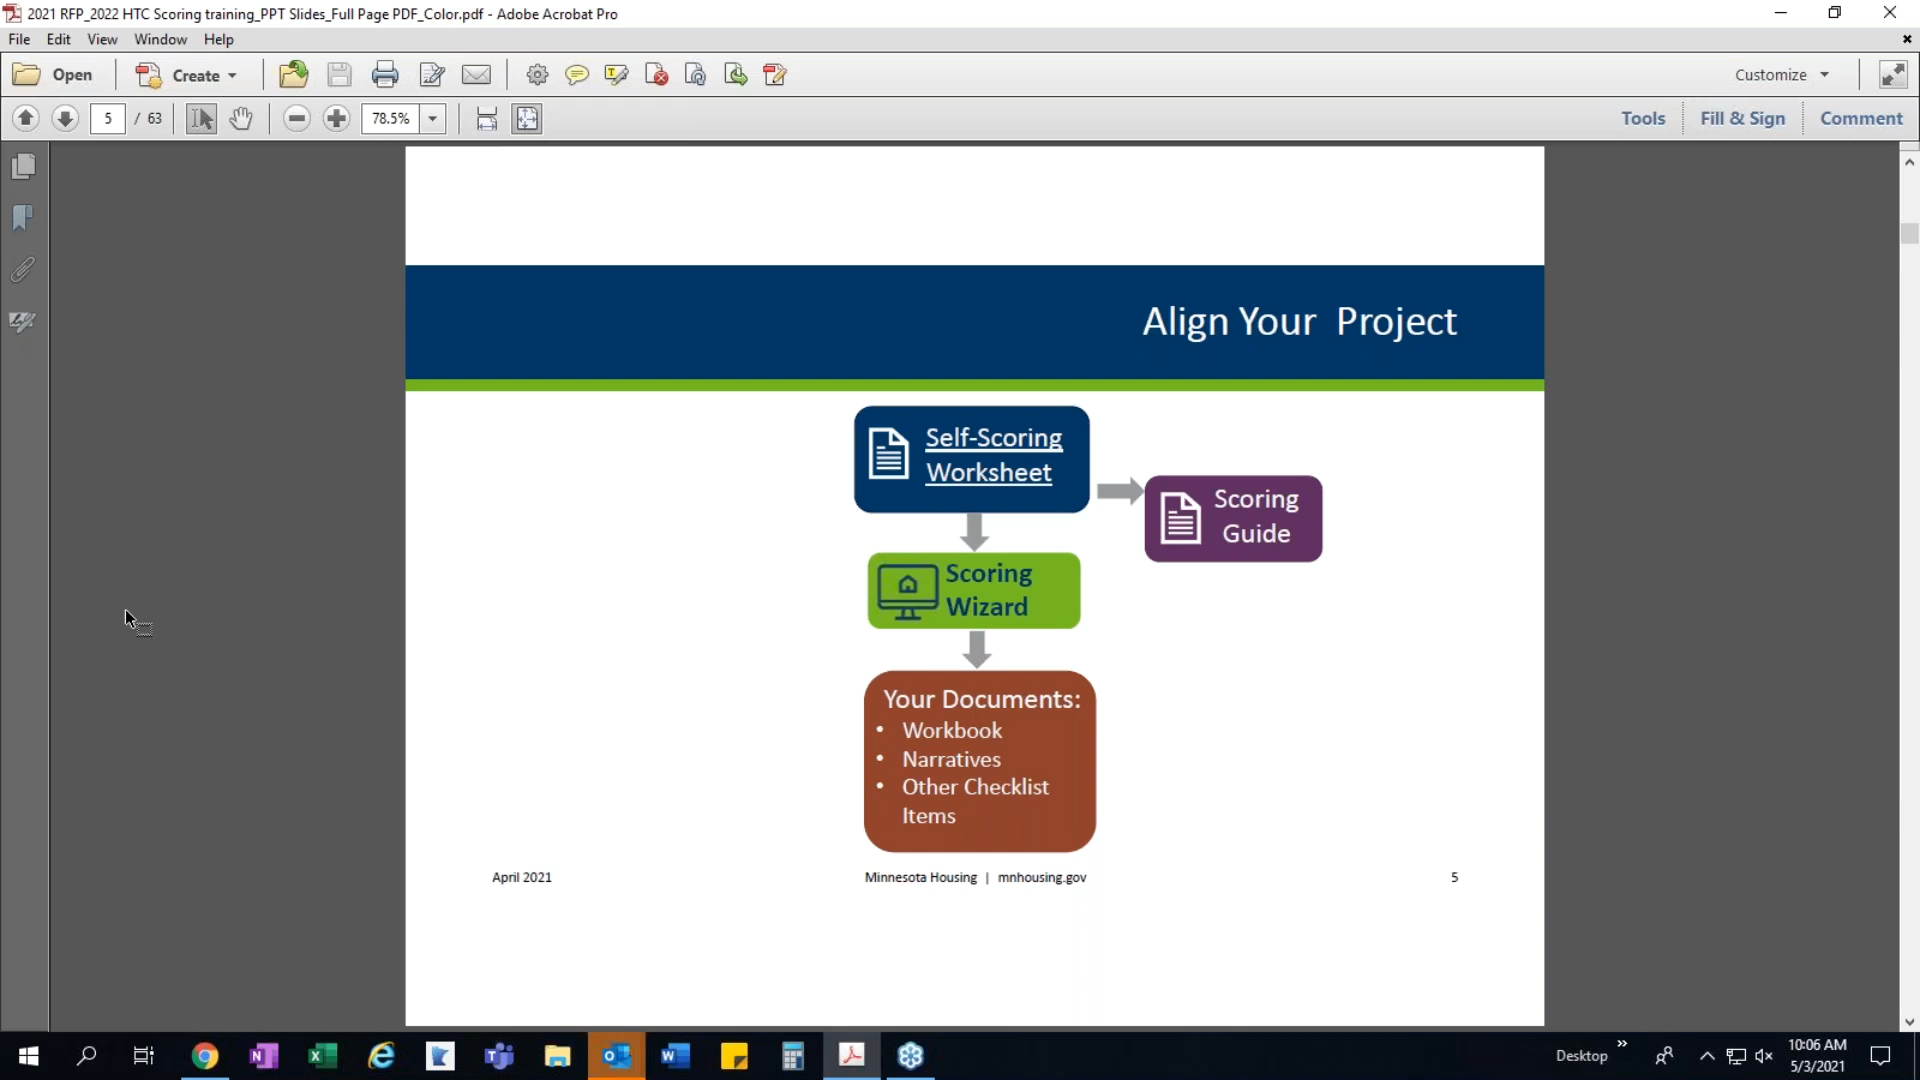 2021 RFP_2022 HTC Scoring training_PPT Slides_Full Page PDF_Color.pdf - Adobe Acrobat Pro
File Edit View Window Help
Open Create Customize
5 / 63 78.5% Tools Fill & Sign Comment
Align Your Project
Self-Scoring
Worksheet
Scoring
Guide
Scoring
Wizard
Your Documents:
• Workbook
• Narratives
• Other Checklist
Items
April 2021 Minnesota Housing | mnhousing.gov 5
Desktop 10:06 AM
5/3/2021